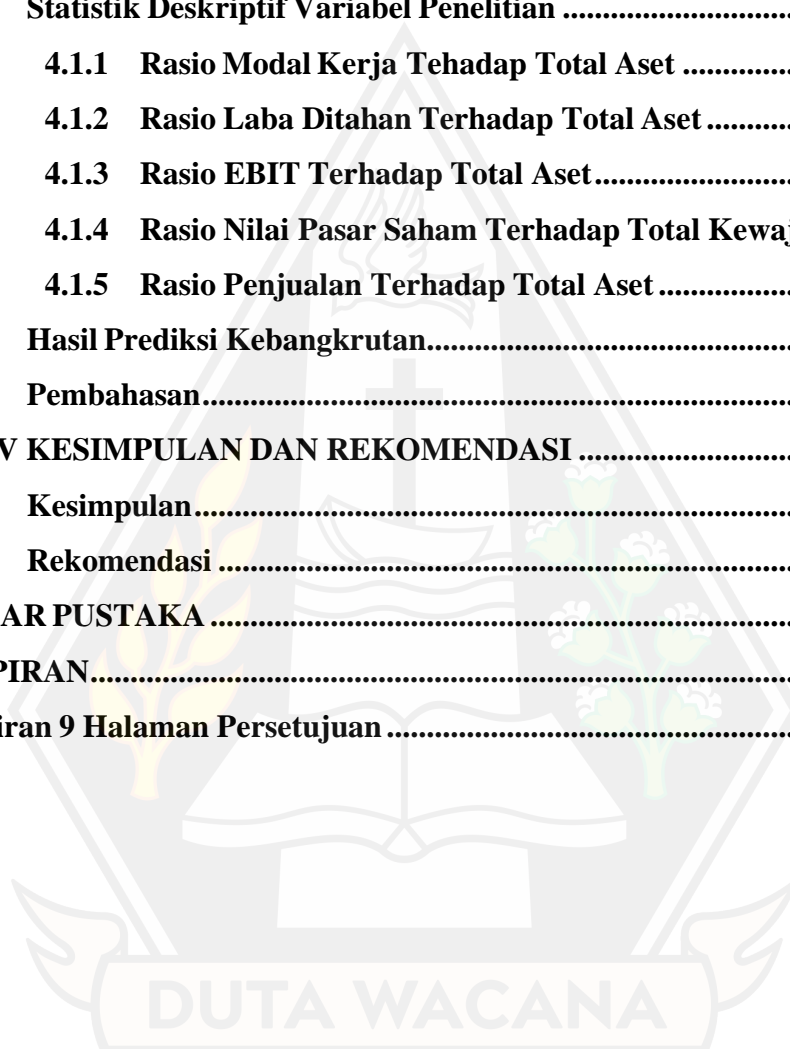 Statistik Deskriptif Variabel Penelitian ........................
4.1.1 Rasio Modal Kerja Tehadap Total Aset ............
4.1.2 Rasio Laba Ditahan Terhadap Total Aset ..........
4.1.3 Rasio EBIT Terhadap Total Aset......................
4.1.4 Rasio Nilai Pasar Saham Terhadap Total Kewaj
4.1.5 Rasio Penjualan Terhadap Total Aset ..............
Hasil Prediksi Kebangkrutan.......................................
Pembahasan................................................................
V KESIMPULAN DAN REKOMENDASI ......................
Kesimpulan.................................................................
Rekomendasi ..............................................................
AR PUSTAKA ..............................................................
PIRAN...........................................................................
iran 9 Halaman Persetujuan ...........................................
DUTA WACANA